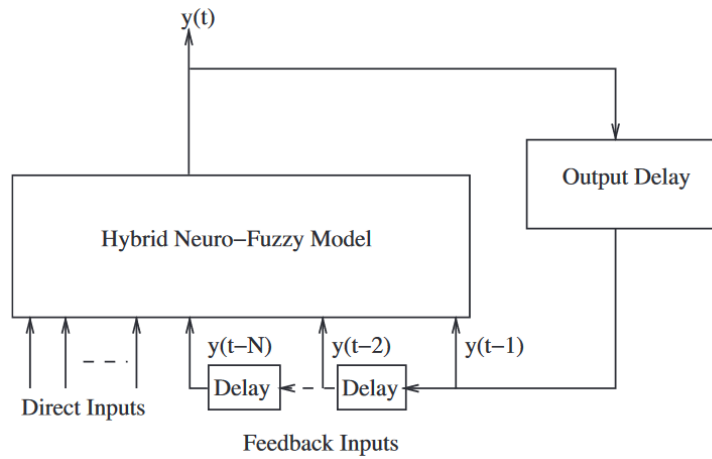 y(t)
Output Delay
Hybrid Neuro–Fuzzy Model
y(t–N) y(t–2) y(t–1)
Delay Delay
Direct Inputs
Feedback Inputs